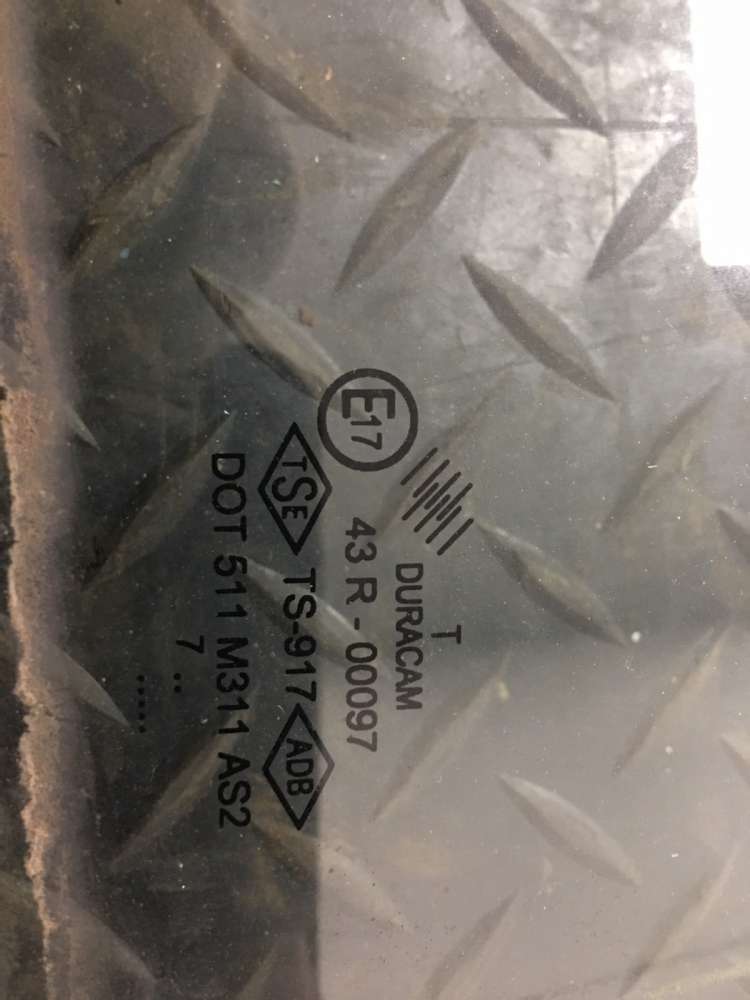 T
DURACAM
E17
43 R - 00097
TSE TS-917 ADB
DOT 511 M311 AS2
7 ..
.....